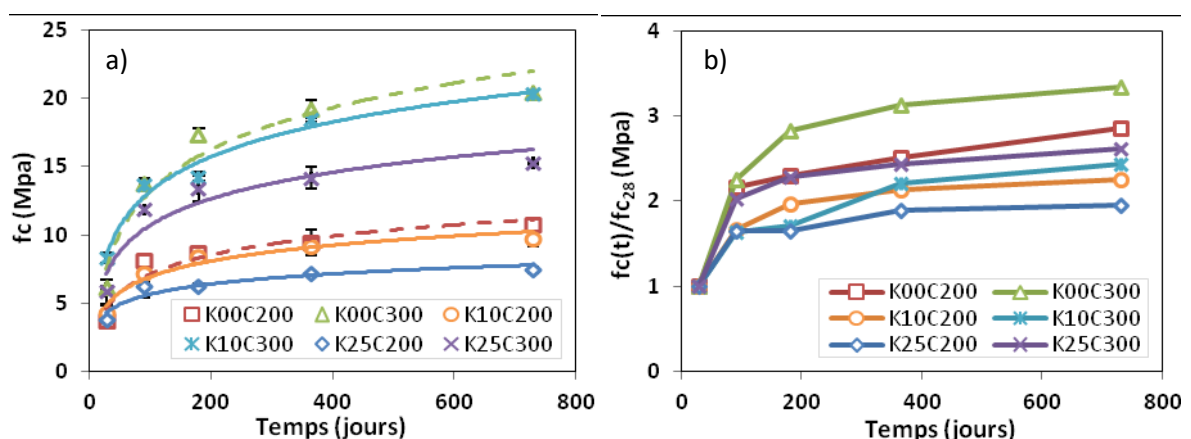 a)
fc (Mpa)
25
20
15
10
5
0
0 200 400 600 800
Temps (jours)
K00C200 K00C300 K10C200
K10C300 K25C200 K25C300
b)
fc(t)/fc28 (Mpa)
4
3
2
1
0
0 200 400 600 800
Temps (jours)
K00C200 K00C300
K10C200 K10C300
K25C200 K25C300